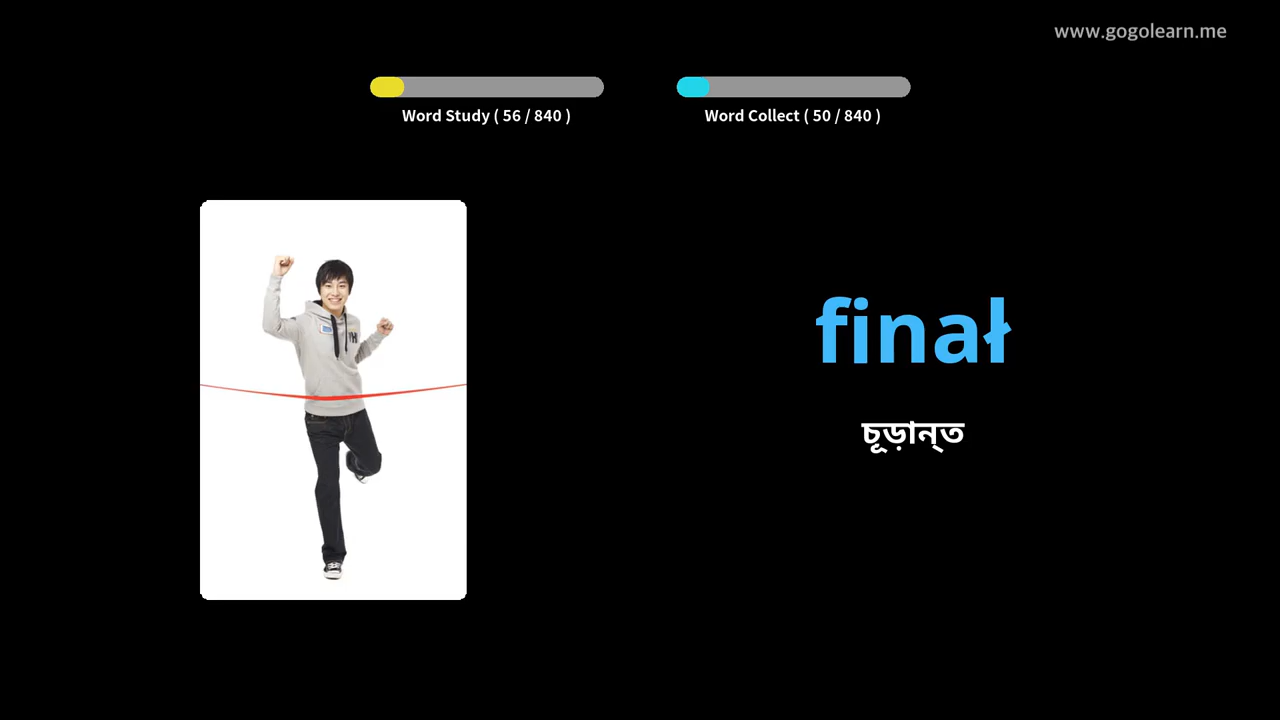 www.gogolearn.me
Word Study ( 56 / 840 )
Word Collect ( 50 / 840 )
finał
চূড়ান্ত